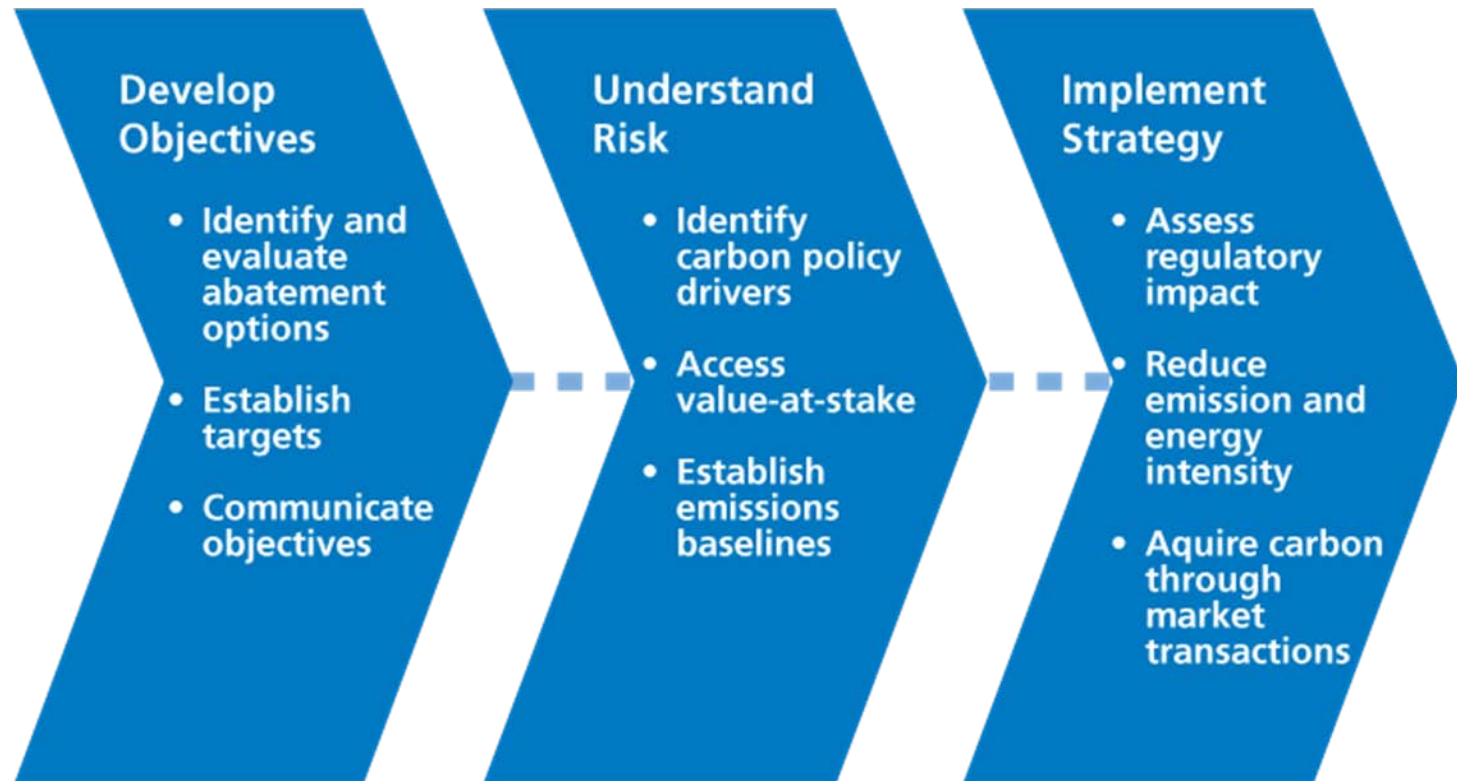 Develop
Objectives
• Identify and
evaluate
abatement
options
• Establish
targets
• Communicate
objectives
Understand
Risk
• Identify
carbon policy
drivers
• Access
value-at-stake
• Establish
emissions
baselines
Implement
Strategy
• Assess
regulatory
impact
• Reduce
emission and
energy
intensity
• Aquire carbon
through
market
transactions